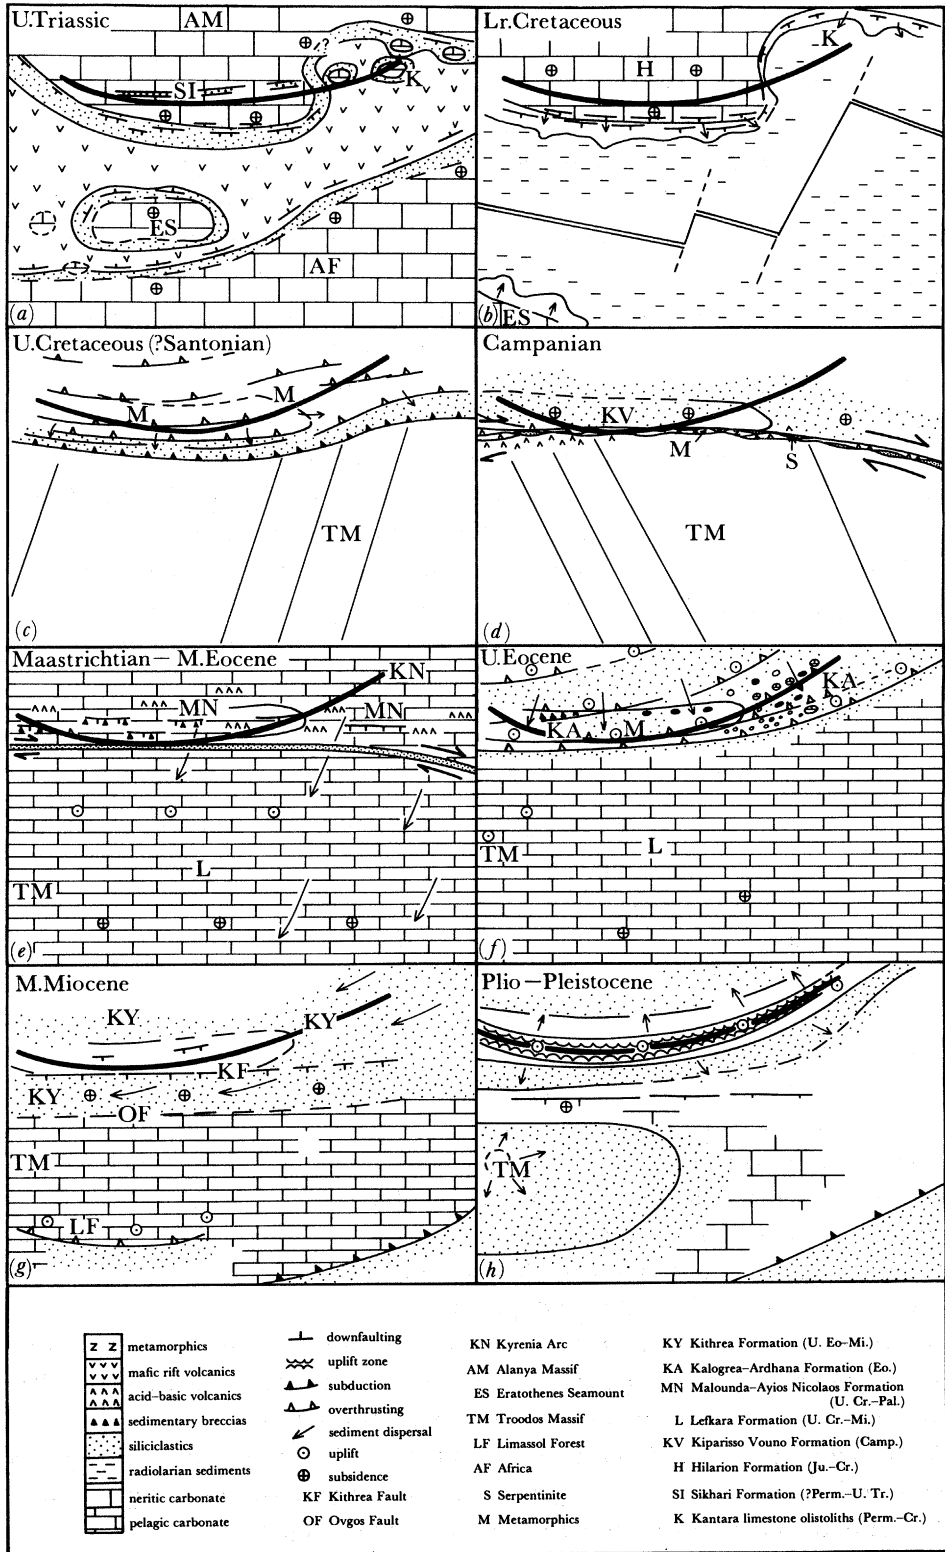 U.Triassic
AM
?
K
SI
ES
AF
(a)
Lr.Cretaceous
K
H
ES
(b)
U.Cretaceous (?Santonian)
M
M
TM
(c)
Campanian
KV
M
S
TM
(d)
Maastrichtian — M.Eocene
KN
MN
MN
L
TM
(e)
U.Eocene
KA
KA
M
L
TM
(f)
M.Miocene
KY
KY
KF
KY
OF
TM
LF
(g)
Plio — Pleistocene
TM
(h)
z z metamorphics
mafic rift volcanics
acid–basic volcanics
sedimentary breccias
siliciclastics
radiolarian sediments
neritic carbonate
pelagic carbonate
downfaulting
uplift zone
subduction
overthrusting
sediment dispersal
uplift
subsidence
KF Kithrea Fault
OF Ovgos Fault
KN Kyrenia Arc
AM Alanya Massif
ES Eratothenes Seamount
TM Troodos Massif
LF Limassol Forest
AF Africa
S Serpentinite
M Metamorphics
KY Kithrea Formation (U. Eo–Mi.)
KA Kalogrea–Ardhana Formation (Eo.)
MN Malounda–Ayios Nicolaos Formation
(U. Cr.–Pal.)
L Lefkara Formation (U. Cr.–Mi.)
KV Kiparisso Vouno Formation (Camp.)
H Hilarion Formation (Ju.–Cr.)
SI Sikhari Formation (?Perm.–U. Tr.)
K Kantara limestone olistoliths (Perm.–Cr.)